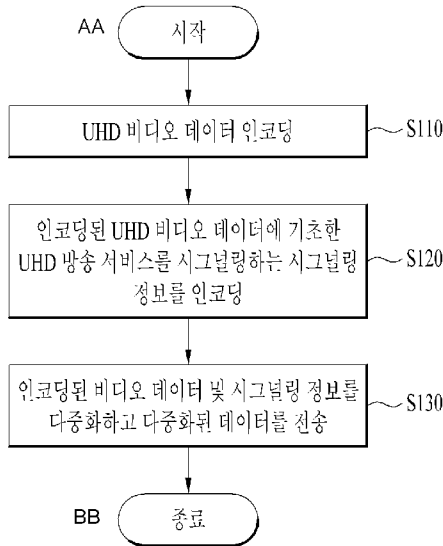 AA
시작
UHD 비디오 데이터 인코딩
S110
인코딩된 UHD 비디오 데이터에 기초한
UHD 방송 서비스를 시그널링하는 시그널링
정보를 인코딩
S120
인코딩된 비디오 데이터 및 시그널링 정보를
다중화하고 다중화된 데이터를 전송
S130
BB
종료